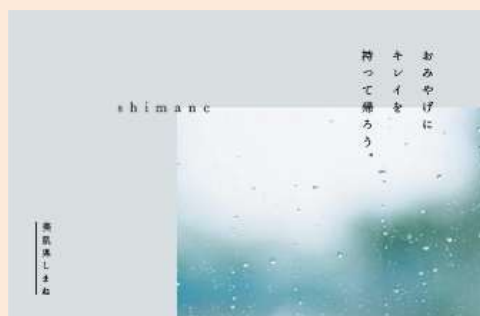 おみやげに
キレイを
持って帰ろう。
shimane
美肌県しまね